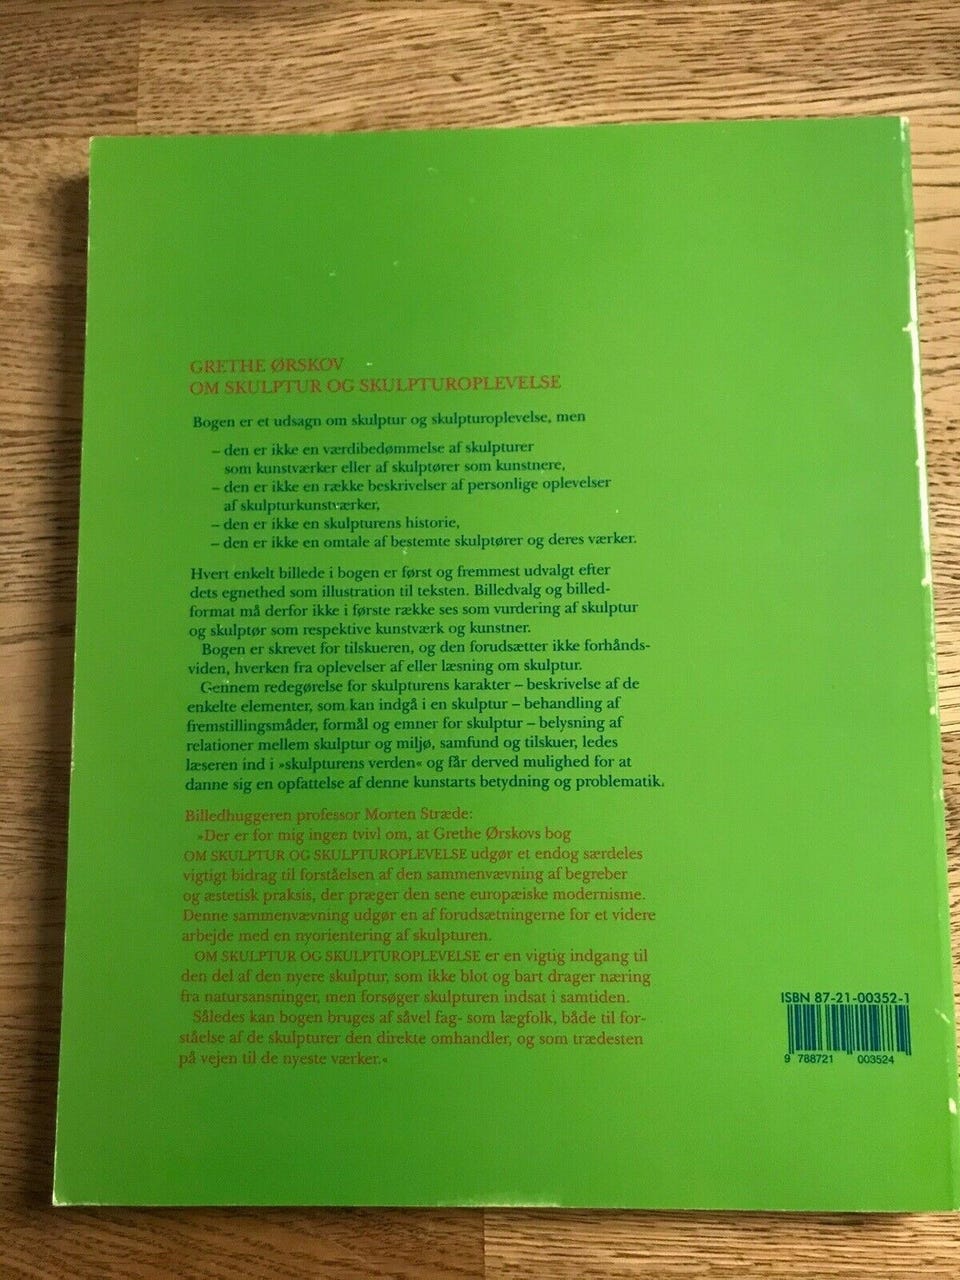 GRETHE ØRSKOV
OM SKULPTUR OG SKULPTUROPLEVELSE
Bogen er et udsagn om skulptur og skulpturoplevelse, men
– den er ikke en værdibedømmelse af skulpturer
som kunstværker eller af skulptører som kunstnere,
– den er ikke en række beskrivelser af personlige oplevelser
af skulpturkunstværker,
– den er ikke en skulpturens historie,
– den er ikke en omtale af bestemte skulptører og deres værker.
Hvert enkelt billede i bogen er først og fremmest udvalgt efter
dets egnethed som illustration til teksten. Billedvalg og billed-
format må derfor ikke i første række ses som vurdering af skulptur
og skulptør som respektive kunstværk og kunstner.
Bogen er skrevet for tilskueren, og den forudsætter ikke forhånds-
viden, hverken fra oplevelser af eller læsning om skulptur.
Gennem redegørelse for skulpturens karakter – beskrivelse af de
enkelte elementer, som kan indgå i en skulptur – behandling af
fremstillingsmåder, formål og emner for skulptur – belysning af
relationer mellem skulptur og miljø, samfund og tilskuer, ledes
læseren ind i »skulpturens verden« og får derved mulighed for at
danne sig en opfattelse af denne kunstarts betydning og problematik.
Billedhuggeren professor Morten Stræde:
»Der er for mig ingen tvivl om, at Grethe Ørskovs bog
OM SKULPTUR OG SKULPTUROPLEVELSE udgør et endog særdeles
vigtigt bidrag til forståelsen af den sammenvævning af begreber
og æstetisk praksis, der præger den sene europæiske modernisme.
Denne sammenvævning udgør en af forudsætningerne for et videre
arbejde med en nyorientering af skulpturen.
OM SKULPTUR OG SKULPTUROPLEVELSE er en vigtig indgang til
den del af den nyere skulptur, som ikke blot og bart drager næring
fra natursansninger, men forsøger skulpturen indsat i samtiden.
Således kan bogen bruges af såvel fag- som lægfolk, både til for-
ståelse af de skulpturer den direkte omhandler, og som trædesten
på vejen til de nyeste værker.«
ISBN 87-21-00352-1
9 788721 003524